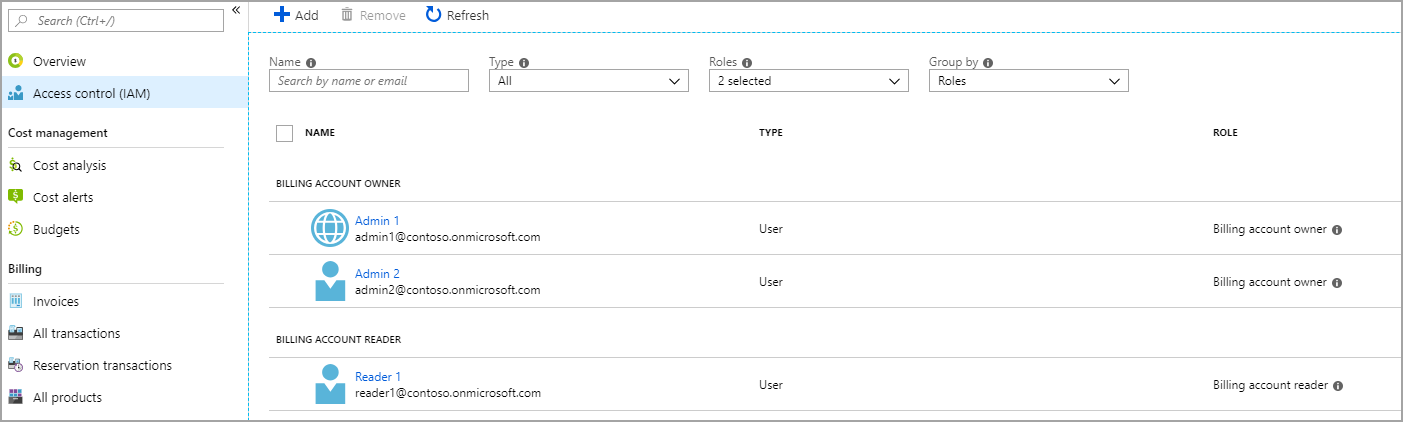 Search (Ctrl+/)
«
Overview
Access control (IAM)
Cost management
Cost analysis
Cost alerts
Budgets
Billing
Invoices
All transactions
Reservation transactions
All products
Add Remove Refresh
Name Type Roles Group by
Search by name or email All 2 selected Roles
NAME TYPE ROLE
BILLING ACCOUNT OWNER
Admin 1
admin1@contoso.onmicrosoft.com User Billing account owner
Admin 2
admin2@contoso.onmicrosoft.com User Billing account owner
BILLING ACCOUNT READER
Reader 1
reader1@contoso.onmicrosoft.com User Billing account reader